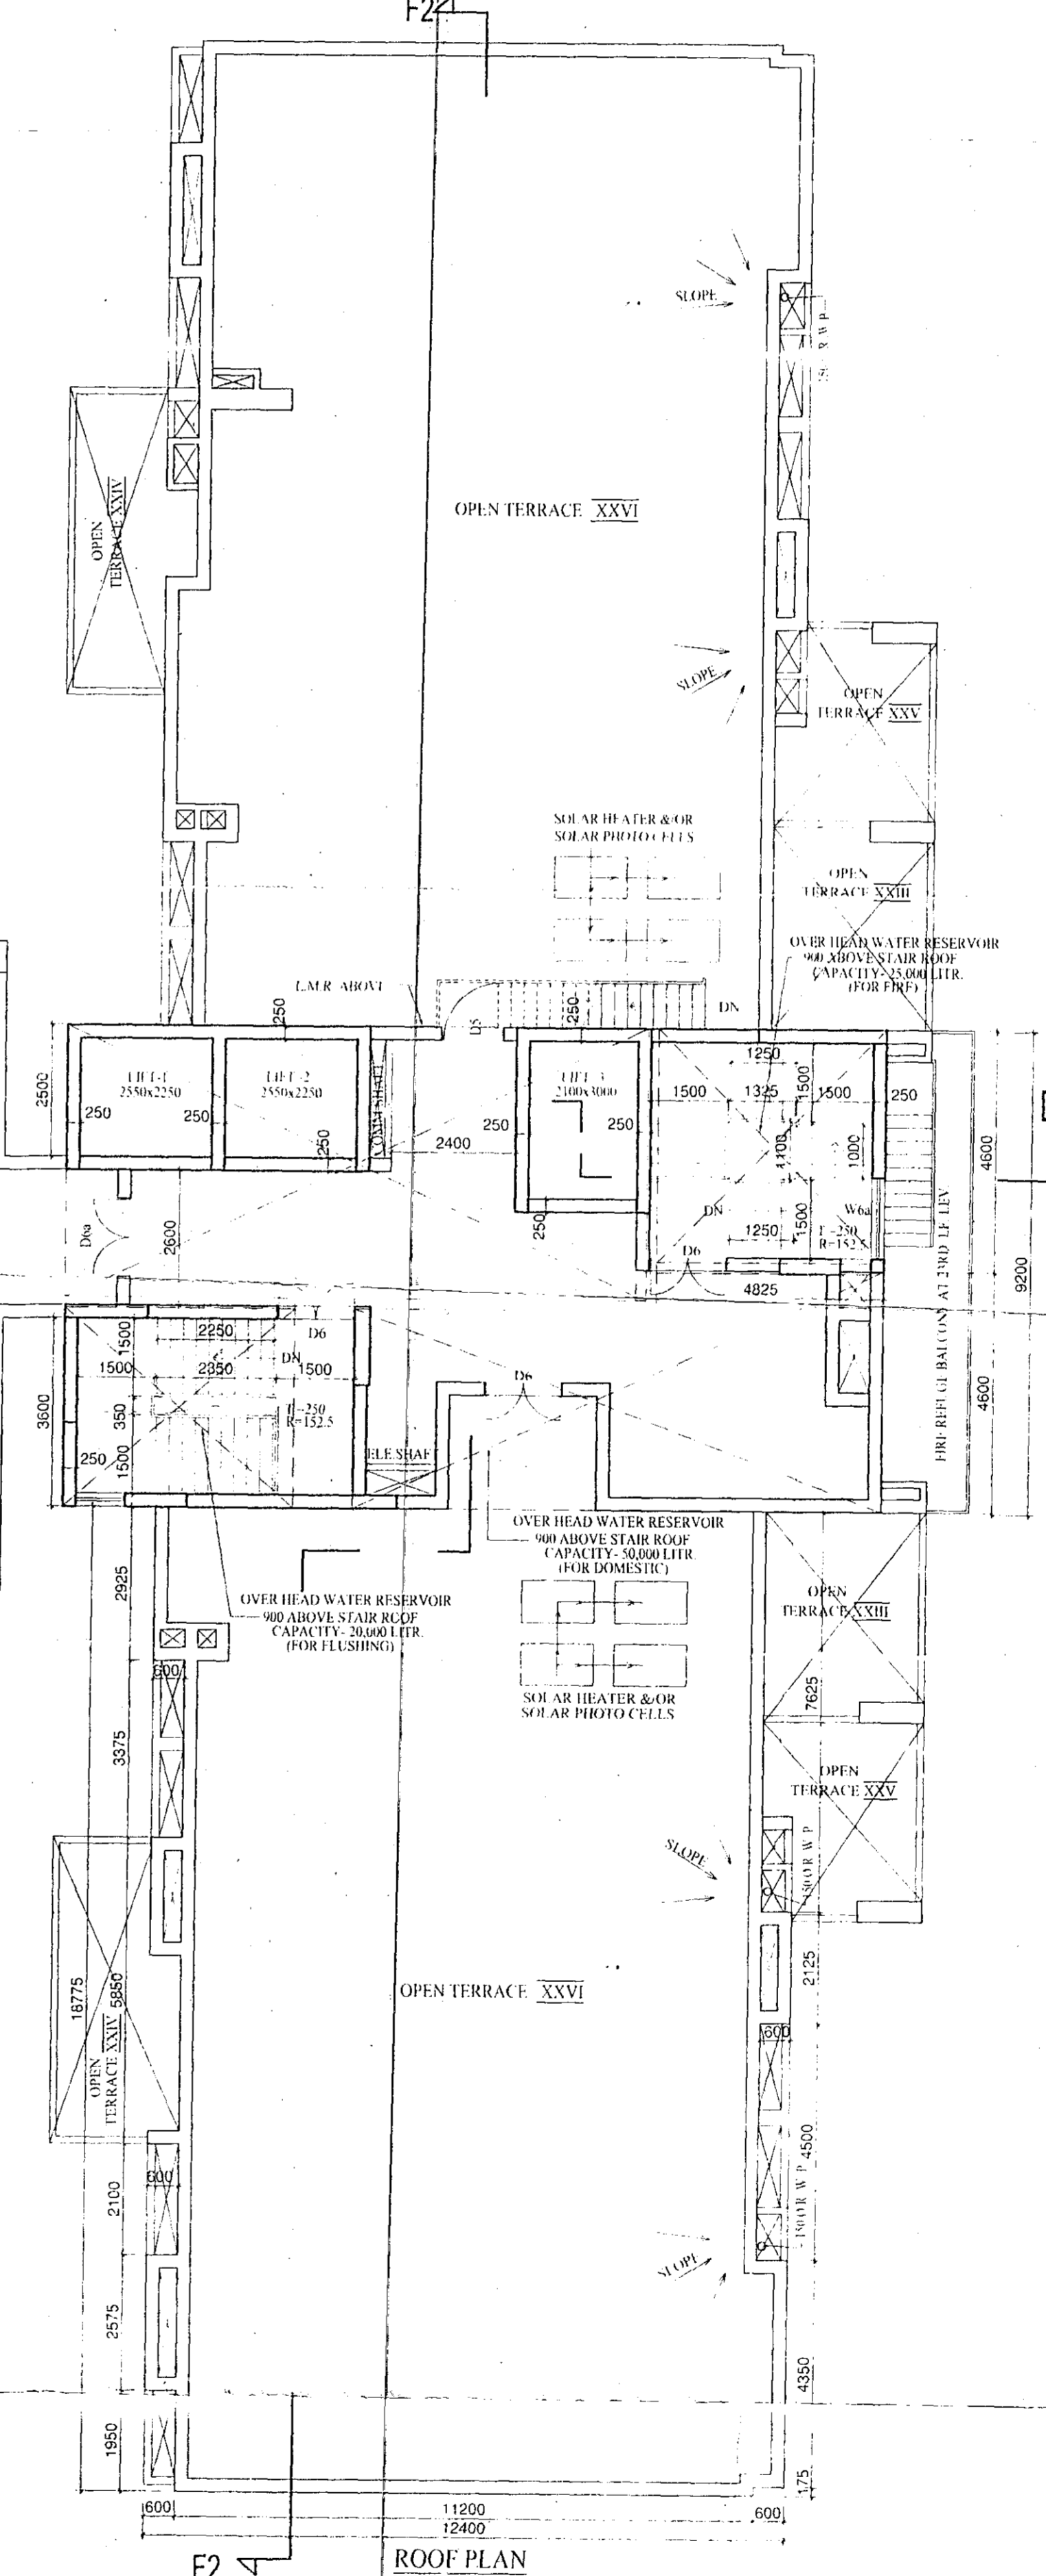 F2
SLOPE
OPEN TERRACE XXVI
OPEN
TERRACE XXIV
SLOPE
OPEN
TERRACE XXV
SOLAR HEATER &/OR
SOLAR PHOTO CELLS
OPEN
TERRACE XXIII
OVER HEAD WATER RESERVOIR
900 ABOVE STAIR ROOF
CAPACITY- 25,000 LITR.
(FOR FIRE)
L.M.R. ABOVE
250
D5
250
DN
2500
LIFT-1
2550x2250
LIFT-2
2550x2250
LIFT-3
2100x3000
250
250
250
COMM.SHAFT
2400
250
250
1250
1500
1325
1500
1500
250
1100
1000
4600
D6a
2600
250
DN
1250
1500
W6a
T=250
R=152.5
D6
4825
9200
FIRE REFUGE BALCONY AT 23RD LF. LEV
4600
1500
2250
D6
DN
1500
2350
1500
3600
350
T=250
R=152.5
250
1500
D6
ELE.SHAFT
OVER HEAD WATER RESERVOIR
900 ABOVE STAIR ROOF
CAPACITY- 50,000 LITR.
(FOR DOMESTIC)
2925
OVER HEAD WATER RESERVOIR
900 ABOVE STAIR ROOF
CAPACITY- 20,000 LITR.
(FOR FLUSHING)
OPEN
TERRACE XXIII
600
SOLAR HEATER &/OR
SOLAR PHOTO CELLS
7625
3375
OPEN
TERRACE XXV
SLOPE
R W P
18775
5850
OPEN
TERRACE XXIV
OPEN TERRACE XXVI
2125
600
600
2100
4500
R W P
SLOPE
2575
4350
1950
175
600
11200
600
12400
F2
ROOF PLAN